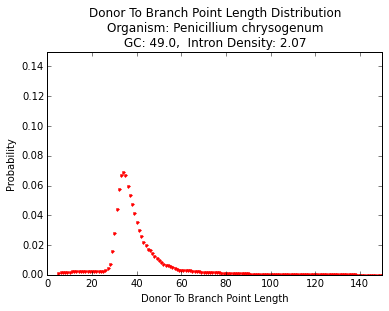 Donor To Branch Point Length Distribution
Organism: Penicillium chrysogenum
GC: 49.0,  Intron Density: 2.07
0.14
0.12
0.10
0.08
0.06
0.04
0.02
0.00
Probability
0 20 40 60 80 100 120 140
Donor To Branch Point Length